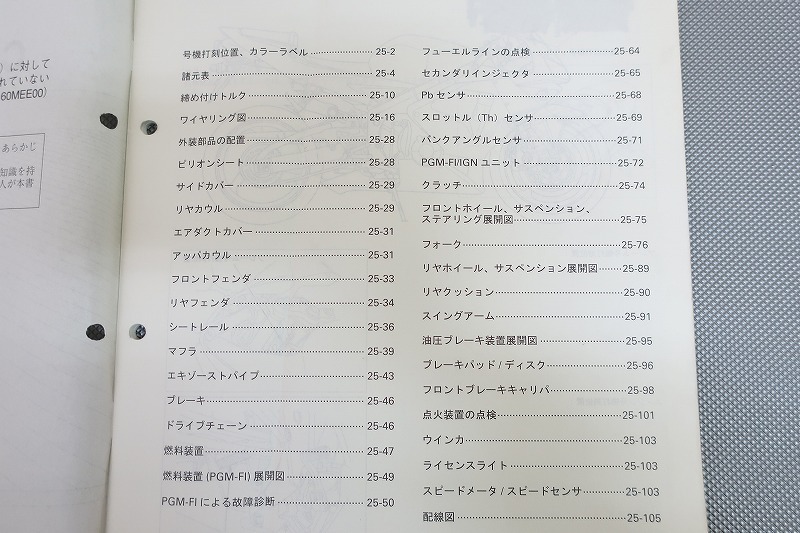 )に対して
れていない
60MEE00)
あらかじ
知識を持
人が本書
号機打刻位置、カラーラベル 25-2
諸元表 25-4
締め付けトルク 25-10
ワイヤリング図 25-16
外装部品の配置 25-28
ピリオンシート 25-28
サイドカバー 25-29
リヤカウル 25-29
エアダクトカバー 25-31
アッパカウル 25-31
フロントフェンダ 25-33
リヤフェンダ 25-34
シートレール 25-36
マフラ 25-39
エキゾーストパイプ 25-43
ブレーキ 25-46
ドライブチェーン 25-46
燃料装置 25-47
燃料装置 (PGM-FI) 展開図 25-49
PGM-FI による故障診断 25-50
フューエルラインの点検 25-64
セカンダリインジェクタ 25-65
Pb センサ 25-68
スロットル（Th）センサ 25-69
バンクアングルセンサ 25-71
PGM-FI/IGN ユニット 25-72
クラッチ 25-74
フロントホイール、サスペンション、
ステアリング展開図 25-75
フォーク 25-76
リヤホイール、サスペンション展開図 25-89
リヤクッション 25-90
スイングアーム 25-91
油圧ブレーキ装置展開図 25-95
ブレーキパッド / ディスク 25-96
フロントブレーキキャリパ 25-98
点火装置の点検 25-101
ウインカ 25-103
ライセンスライト 25-103
スピードメータ / スピードセンサ 25-103
配線図 25-105